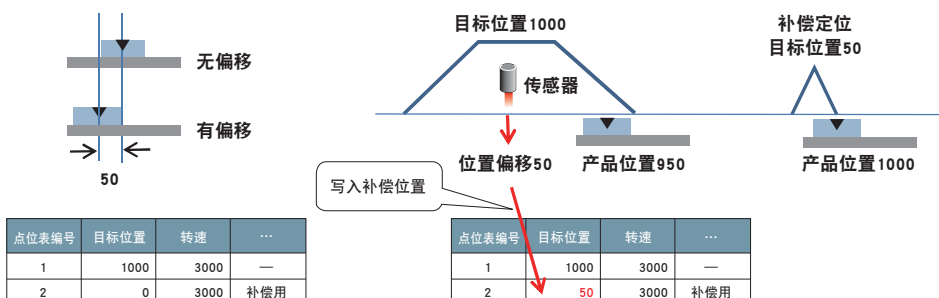 无偏移
有偏移
50
目标位置1000
传感器
位置偏移50
产品位置950
补偿定位
目标位置50
产品位置1000
写入补偿位置
点位表编号 目标位置 转速 …
1 1000 3000 —
2 0 3000 补偿用
点位表编号 目标位置 转速 …
1 1000 3000 —
2 50 3000 补偿用